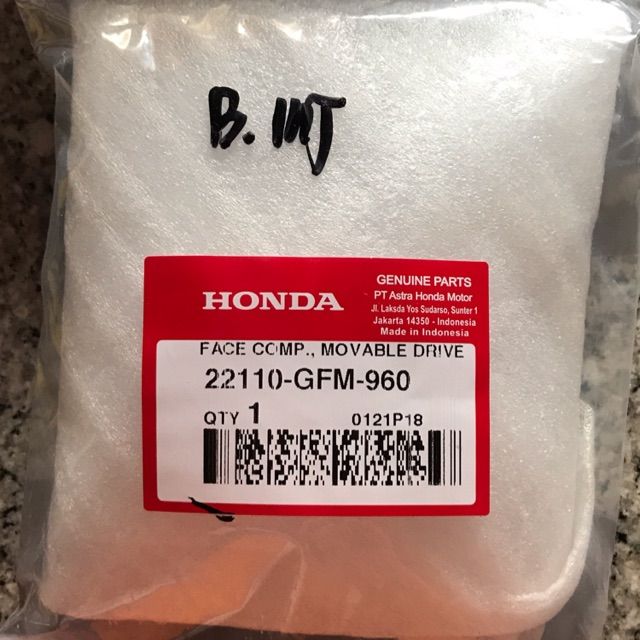 B. INJ
HONDA
GENUINE PARTS
PT Astra Honda Motor
Jl. Laksda Yos Sudarso, Sunter 1
Jakarta 14350 - Indonesia
Made in Indonesia
FACE COMP., MOVABLE DRIVE
22110-GFM-960
QTY 1 0121P18